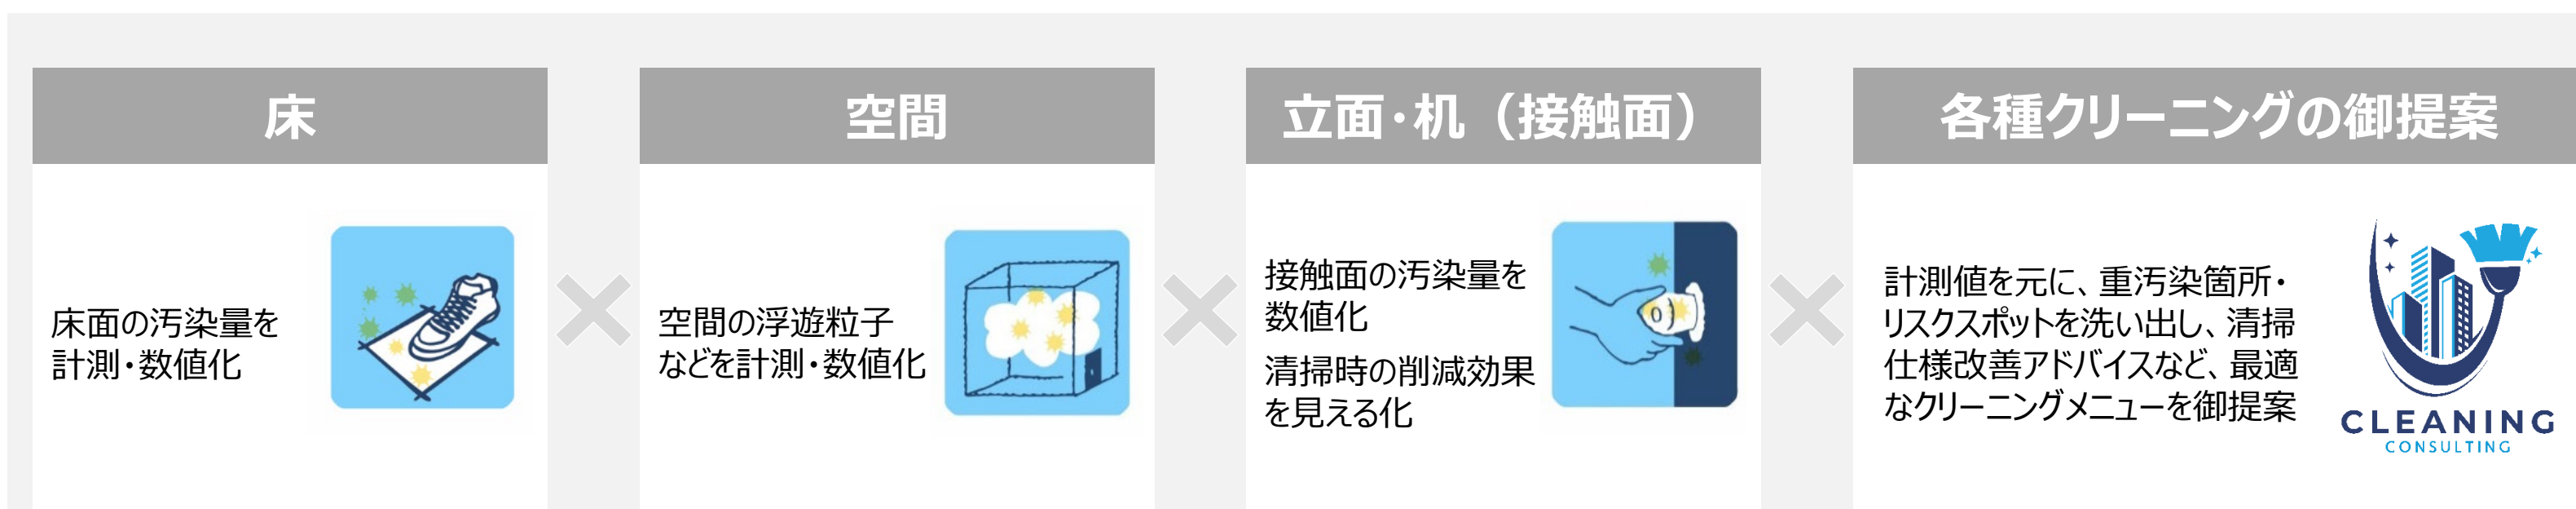 床
床面の汚染量を
計測・数値化
空間
空間の浮遊粒子
などを計測・数値化
立面・机（接触面）
接触面の汚染量を
数値化
清掃時の削減効果
を見える化
各種クリーニングの御提案
計測値を元に、重汚染箇所・
リスクスポットを洗い出し、清掃
仕様改善アドバイスなど、最適
なクリーニングメニューを御提案
CLEANING
CONSULTING